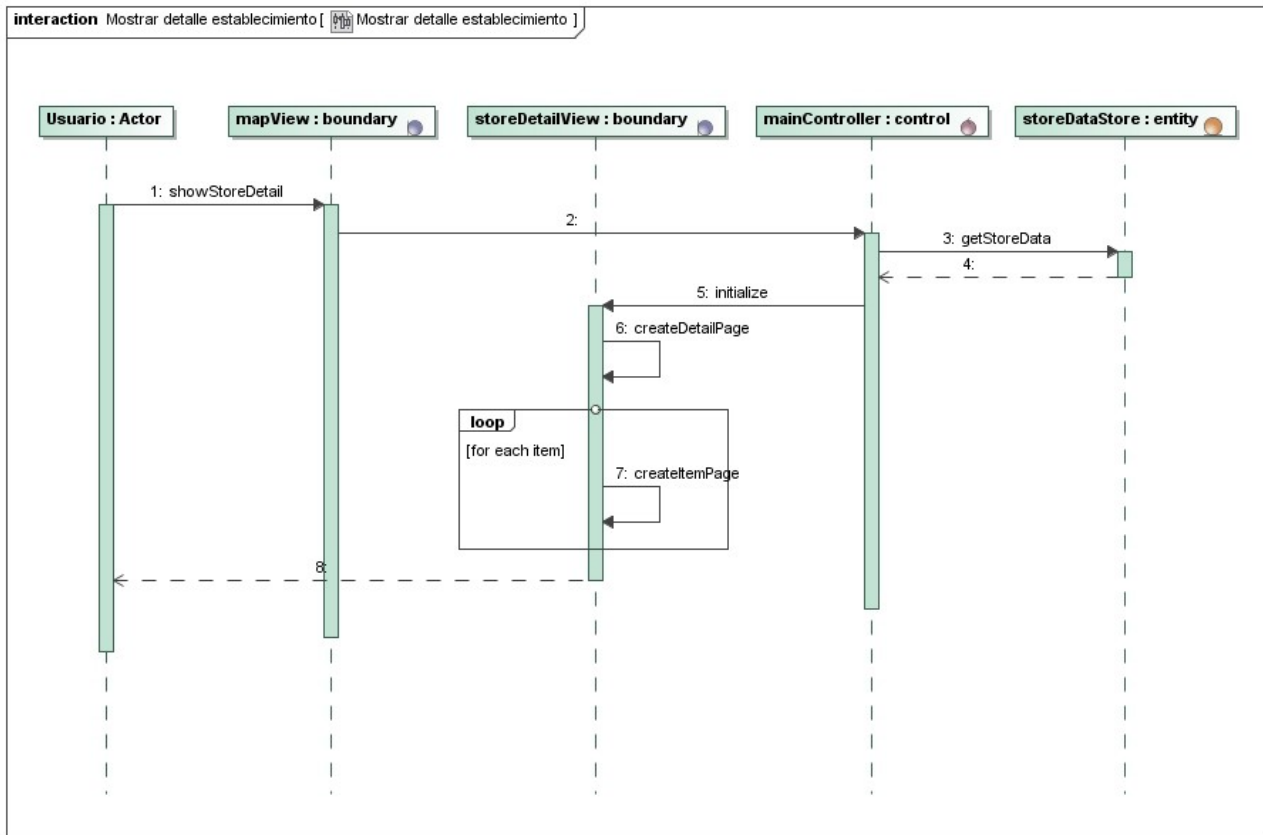 interaction Mostrar detalle establecimiento [ Mostrar detalle establecimiento ]
Usuario : Actor
mapView : boundary
storeDetailView : boundary
mainController : control
storeDataStore : entity
1: showStoreDetail
2:
3: getStoreData
4:
5: initialize
6: createDetailPage
loop
[for each item]
7: createItemPage
8: